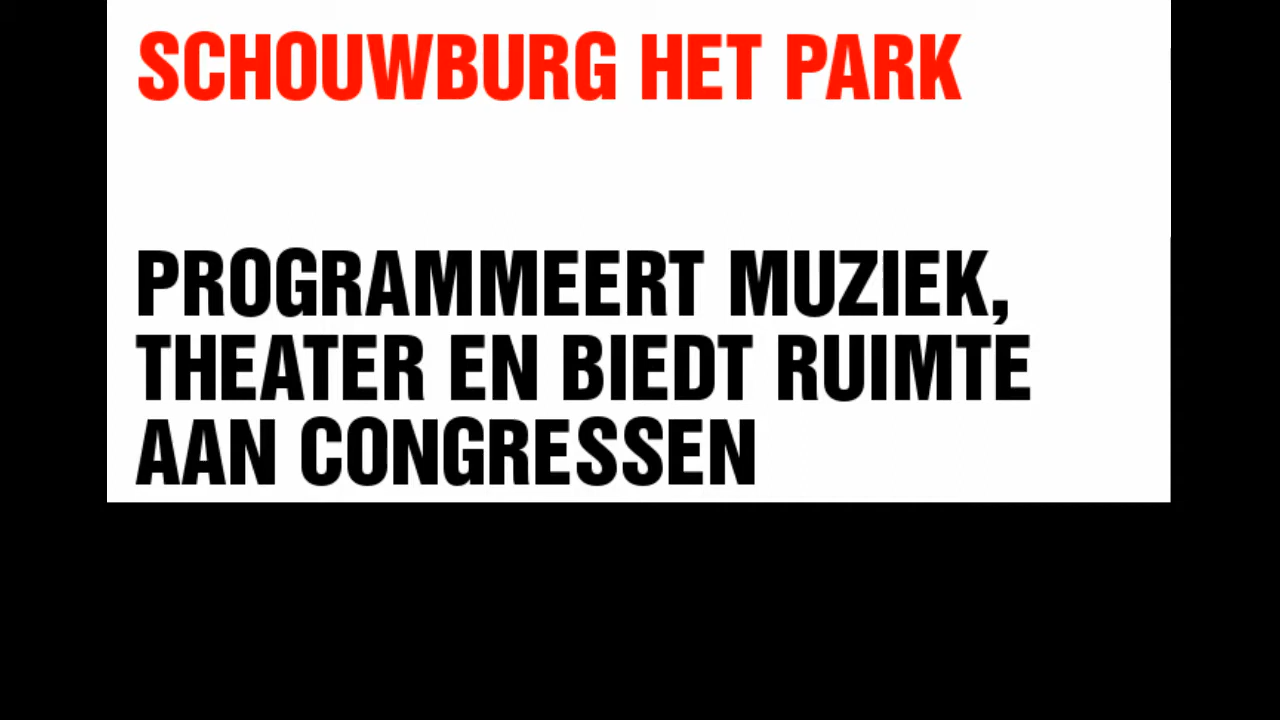 SCHOUWBURG HET PARK
PROGRAMMEERT MUZIEK,
THEATER EN BIEDT RUIMTE
AAN CONGRESSEN